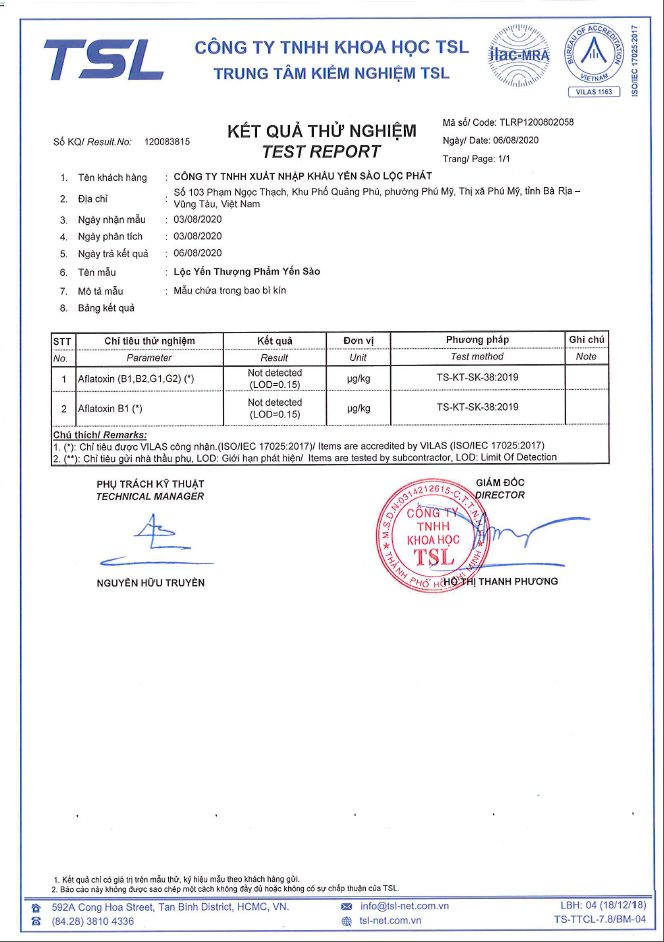 TSL
CÔNG TY TNHH KHOA HỌC TSL
TRUNG TÂM KIỂM NGHIỆM TSL
ilac-MRA
BUREAU OF ACCREDITATION
VIETNAM
VILAS 1163
ISO/IEC 17025:2017
Số KQ/ Result.No: 120083815
KẾT QUẢ THỬ NGHIỆM
TEST REPORT
Mã số/ Code: TLRP1200802058
Ngày/ Date: 06/08/2020
Trang/ Page: 1/1
1. Tên khách hàng : CÔNG TY TNHH XUẤT NHẬP KHẨU YẾN SÀO LỘC PHÁT
2. Địa chỉ : Số 103 Phạm Ngọc Thạch, Khu Phố Quảng Phú, phường Phú Mỹ, Thị xã Phú Mỹ, tỉnh Bà Rịa –
Vũng Tàu, Việt Nam
3. Ngày nhận mẫu : 03/08/2020
4. Ngày phân tích : 03/08/2020
5. Ngày trả kết quả : 06/08/2020
6. Tên mẫu : Lộc Yến Thượng Phẩm Yến Sào
7. Mô tả mẫu : Mẫu chứa trong bao bì kín
8. Bảng kết quả
STT Chỉ tiêu thử nghiệm Kết quả Đơn vị Phương pháp Ghi chú
No. Parameter Result Unit Test method Note
1 Aflatoxin (B1,B2,G1,G2) (*) Not detected (LOD=0.15) µg/kg TS-KT-SK-38:2019
2 Aflatoxin B1 (*) Not detected (LOD=0.15) µg/kg TS-KT-SK-38:2019
Chú thích/ Remarks:
1. (*): Chỉ tiêu được VILAS công nhận.(ISO/IEC 17025:2017)/ Items are accredited by VILAS (ISO/IEC 17025:2017)
2. (**): Chỉ tiêu gửi nhà thầu phụ, LOD: Giới hạn phát hiện/ Items are tested by subcontractor, LOD: Limit Of Detection
PHỤ TRÁCH KỸ THUẬT
TECHNICAL MANAGER
NGUYỄN HỮU TRUYỀN
GIÁM ĐỐC
DIRECTOR
M.S.D.N:0314212615-C.T.T.N.H.H
CÔNG TY
TNHH
KHOA HỌC
TSL
THÀNH PHỐ HỒ CHÍ MINH
HỒ THỊ THANH PHƯƠNG
1. Kết quả chỉ có giá trị trên mẫu thử, ký hiệu mẫu theo khách hàng gửi.
2. Báo cáo này không được sao chép một cách không đầy đủ hoặc không có sự chấp thuận của TSL.
592A Cong Hoa Street, Tan Binh District, HCMC, VN.
(84.28) 3810 4336
info@tsl-net.com.vn
tsl-net.com.vn
LBH: 04 (18/12/18)
TS-TTCL-7.8/BM-04